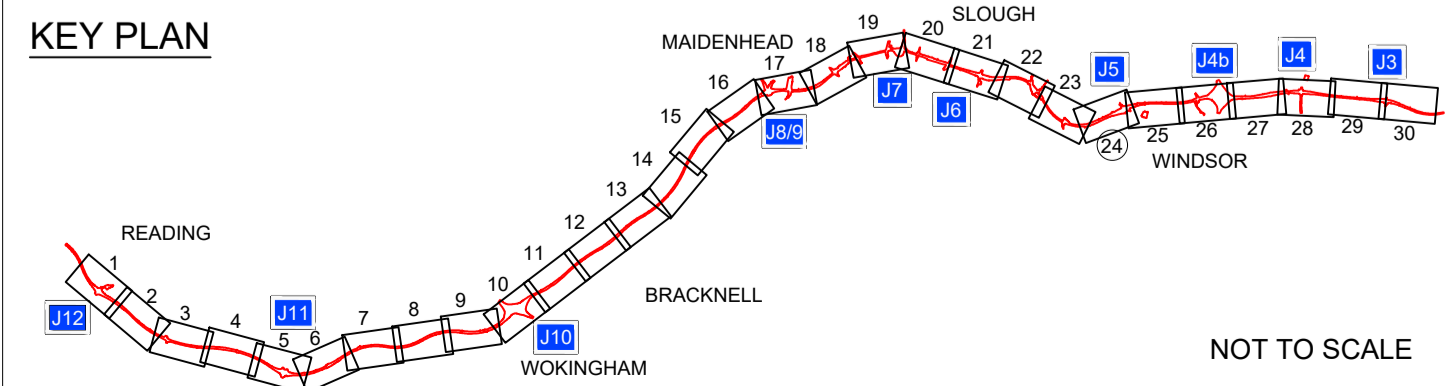 KEY PLAN
READING
1
2
3
4
5
6
7
8
9
10
11
12
13
14
15
16
17
18
19
20
21
22
23
24
25
26
27
28
29
30
J12
J11
J10
J8/9
J7
J6
J5
J4b
J4
J3
WOKINGHAM
BRACKNELL
MAIDENHEAD
SLOUGH
WINDSOR
NOT TO SCALE